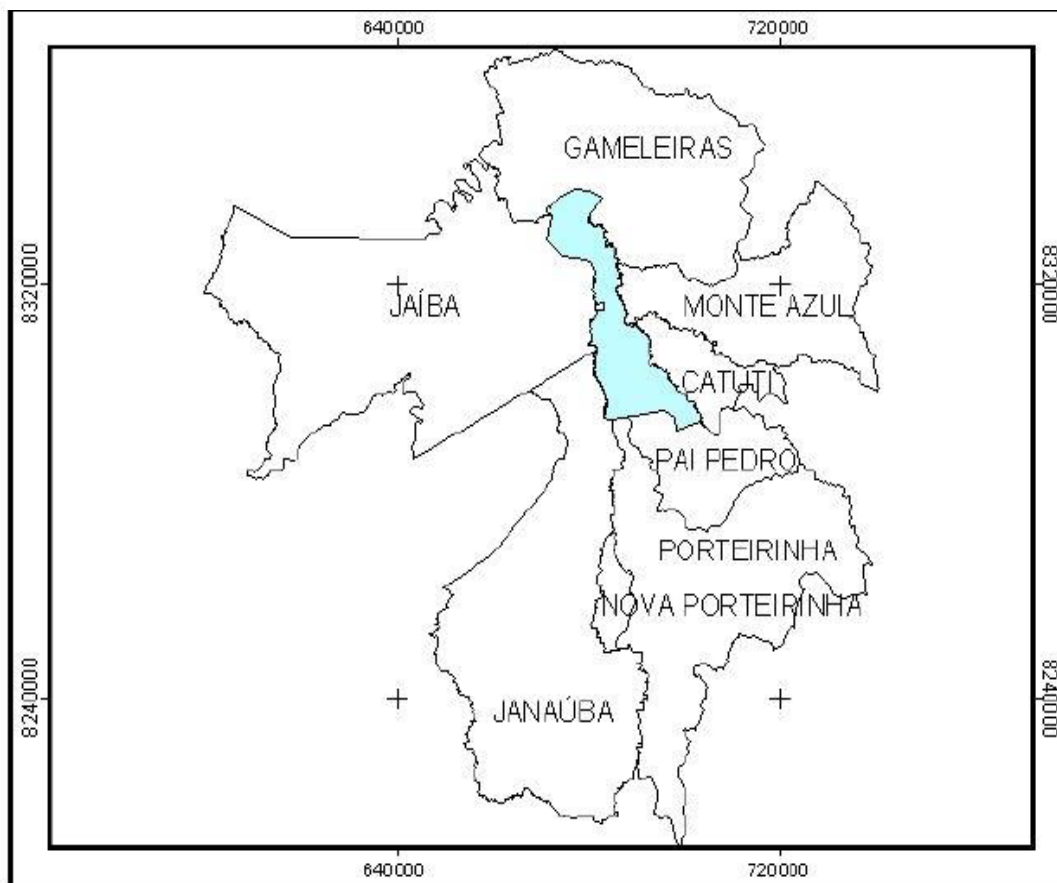 640000 720000
GAMELEIRAS
8320000 8320000
JAÍBA MONTE AZUL
CATUTI
PAI PEDRO
PORTEIRINHA
NOVA PORTEIRINHA
8240000 8240000
JANAÚBA
640000 720000